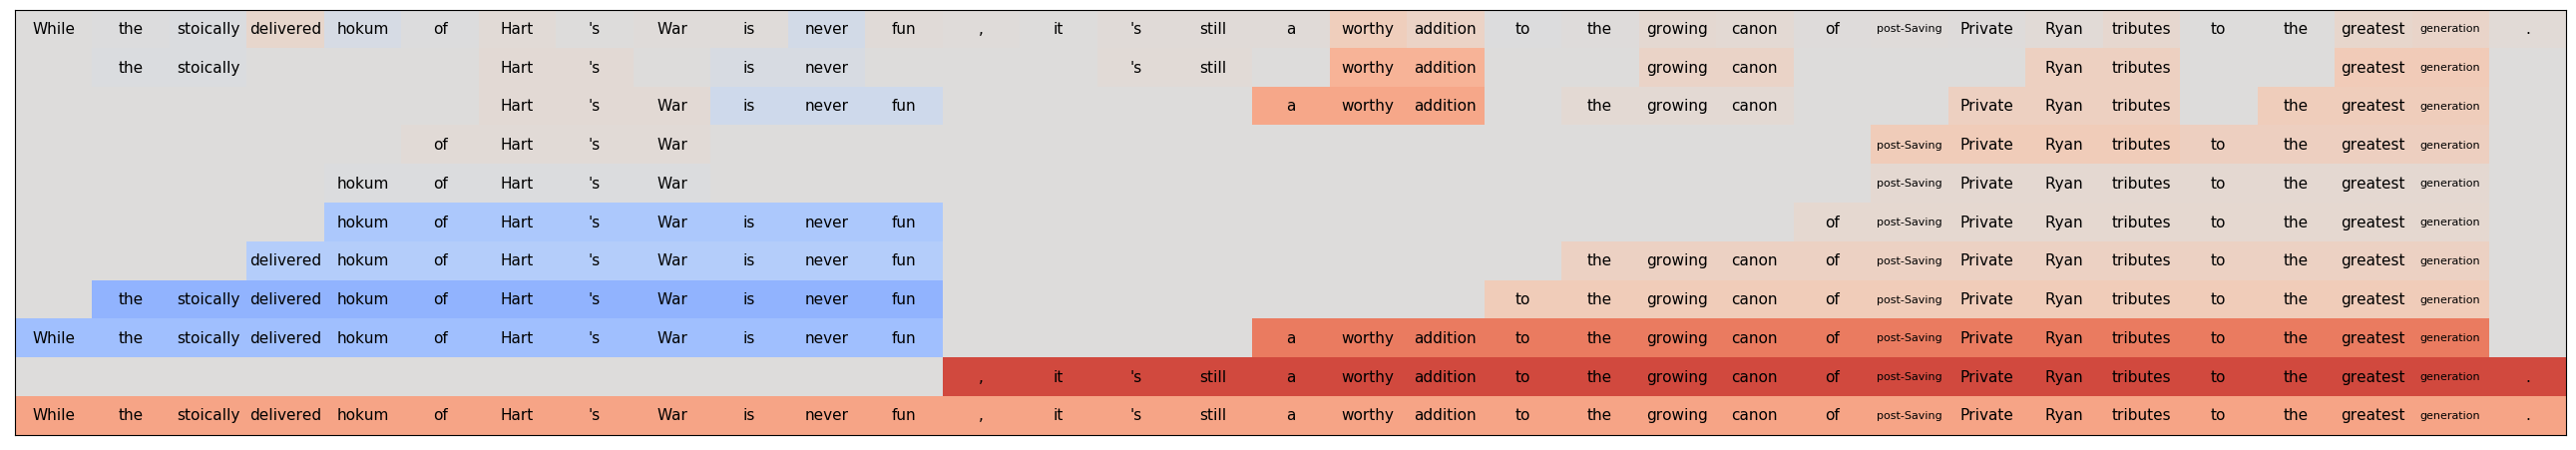 While the stoically delivered hokum of Hart 's War is never fun , it 's still a worthy addition to the growing canon of post-Saving Private Ryan tributes to the greatest generation .
the stoically Hart 's is never 's still worthy addition growing canon Ryan tributes greatest generation
Hart 's War is never fun a worthy addition the growing canon Private Ryan tributes the greatest generation
of Hart 's War post-Saving Private Ryan tributes to the greatest generation
hokum of Hart 's War post-Saving Private Ryan tributes to the greatest generation
hokum of Hart 's War is never fun of post-Saving Private Ryan tributes to the greatest generation
delivered hokum of Hart 's War is never fun the growing canon of post-Saving Private Ryan tributes to the greatest generation
the stoically delivered hokum of Hart 's War is never fun to the growing canon of post-Saving Private Ryan tributes to the greatest generation
While the stoically delivered hokum of Hart 's War is never fun a worthy addition to the growing canon of post-Saving Private Ryan tributes to the greatest generation
, it 's still a worthy addition to the growing canon of post-Saving Private Ryan tributes to the greatest generation .
While the stoically delivered hokum of Hart 's War is never fun , it 's still a worthy addition to the growing canon of post-Saving Private Ryan tributes to the greatest generation .